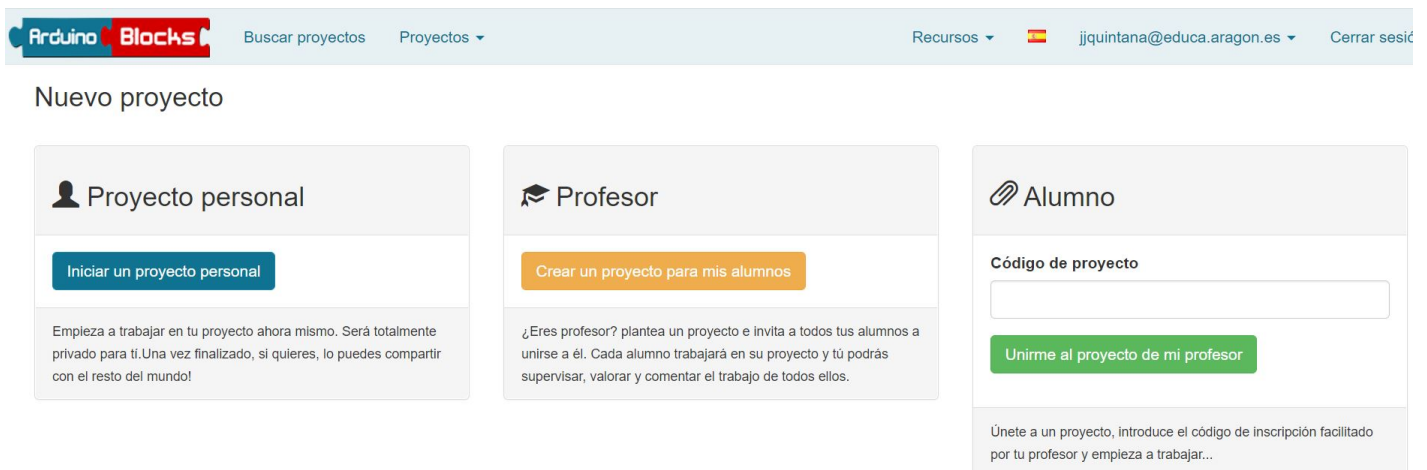 Arduino Blocks Buscar proyectos Proyectos Recursos jjquintana@educa.aragon.es Cerrar sesió
Nuevo proyecto
Proyecto personal
Iniciar un proyecto personal
Empieza a trabajar en tu proyecto ahora mismo. Será totalmente
privado para tí.Una vez finalizado, si quieres, lo puedes compartir
con el resto del mundo!
Profesor
Crear un proyecto para mis alumnos
¿Eres profesor? plantea un proyecto e invita a todos tus alumnos a
unirse a él. Cada alumno trabajará en su proyecto y tú podrás
supervisar, valorar y comentar el trabajo de todos ellos.
Alumno
Código de proyecto
Unirme al proyecto de mi profesor
Únete a un proyecto, introduce el código de inscripción facilitado
por tu profesor y empieza a trabajar...